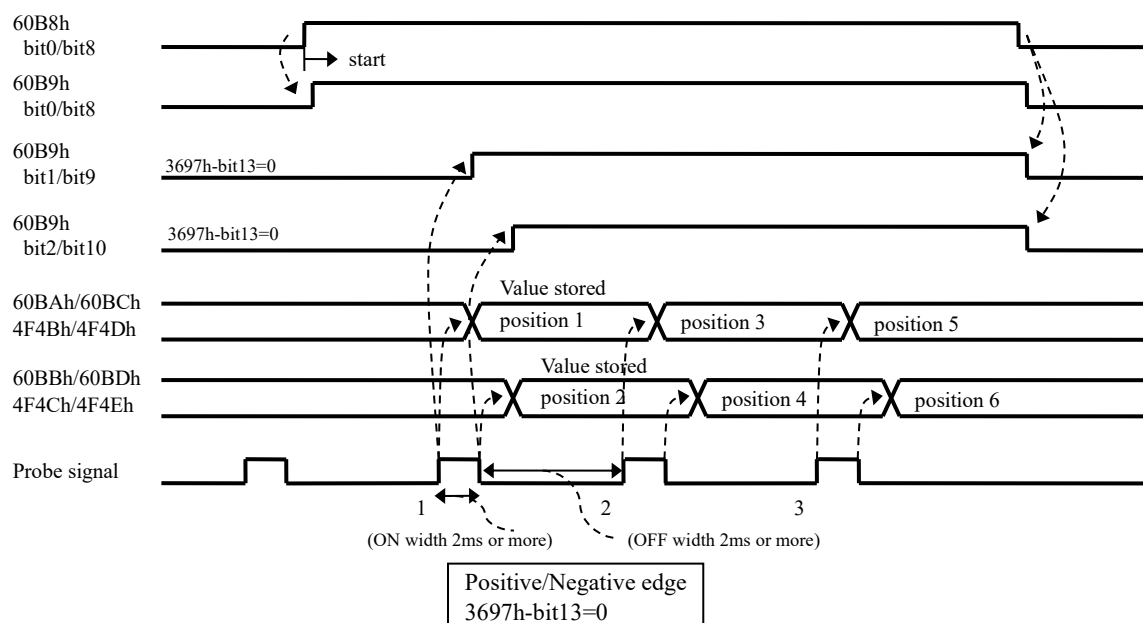 60B8h
bit0/bit8
start
60B9h
bit0/bit8
60B9h
bit1/bit9
3697h-bit13=0
60B9h
bit2/bit10
3697h-bit13=0
Value stored
60BAh/60BCh
4F4Bh/4F4Dh
position 1
position 3
position 5
Value stored
60BBh/60BDh
4F4Ch/4F4Eh
position 2
position 4
position 6
Probe signal
1
2
3
(ON width 2ms or more)
(OFF width 2ms or more)
Positive/Negative edge
3697h-bit13=0